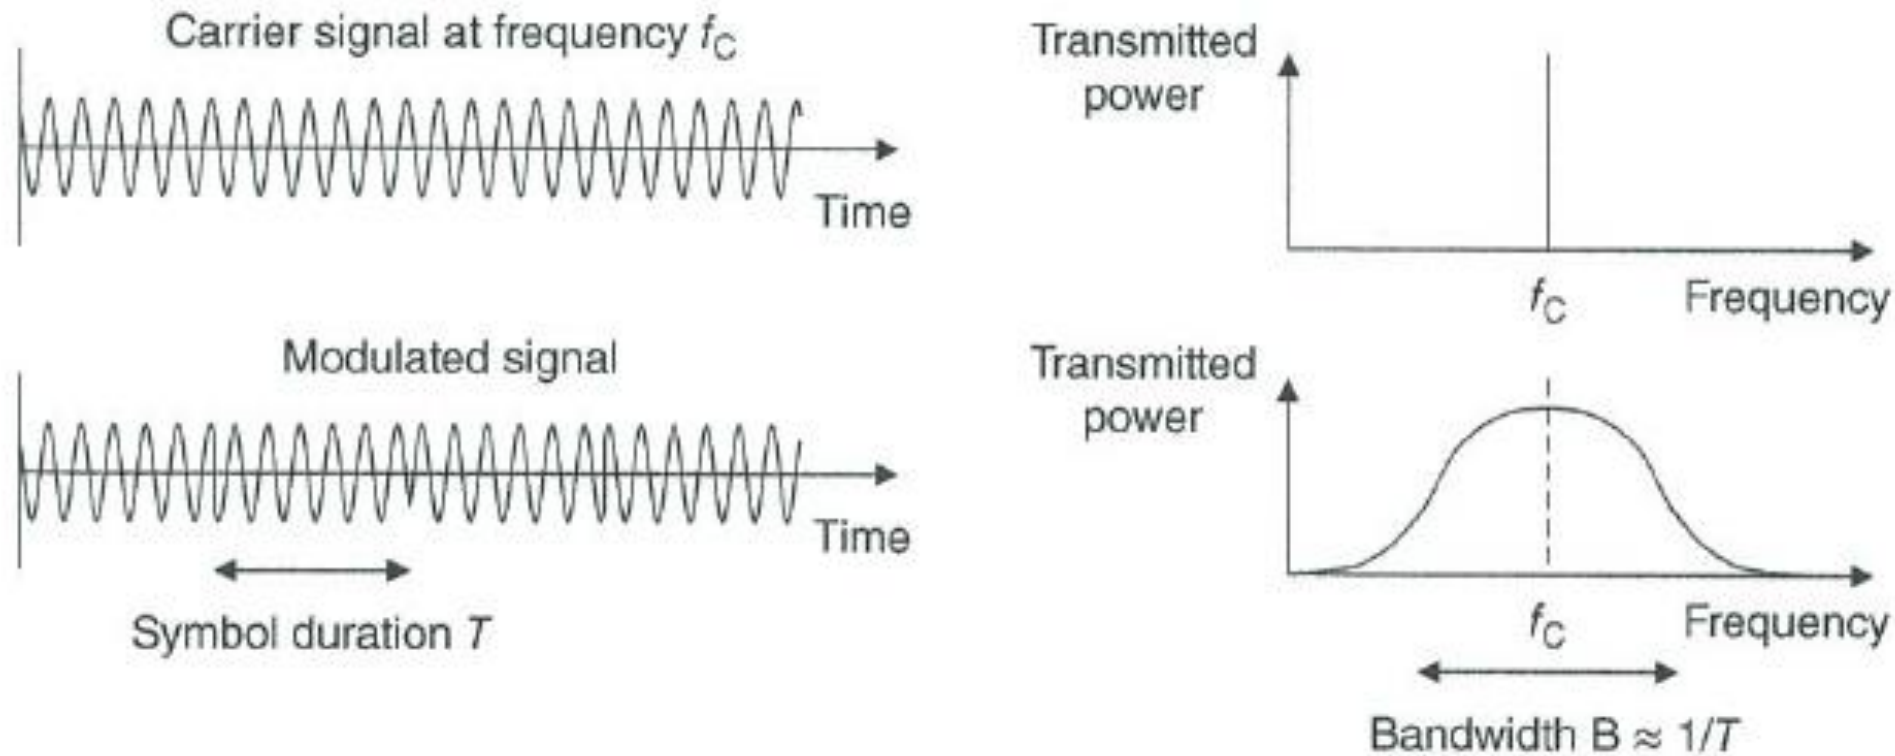 Carrier signal at frequency fC
Time
Transmitted
power
fC
Frequency
Modulated signal
Time
Symbol duration T
Transmitted
power
fC
Frequency
Bandwidth B ≈ 1/T